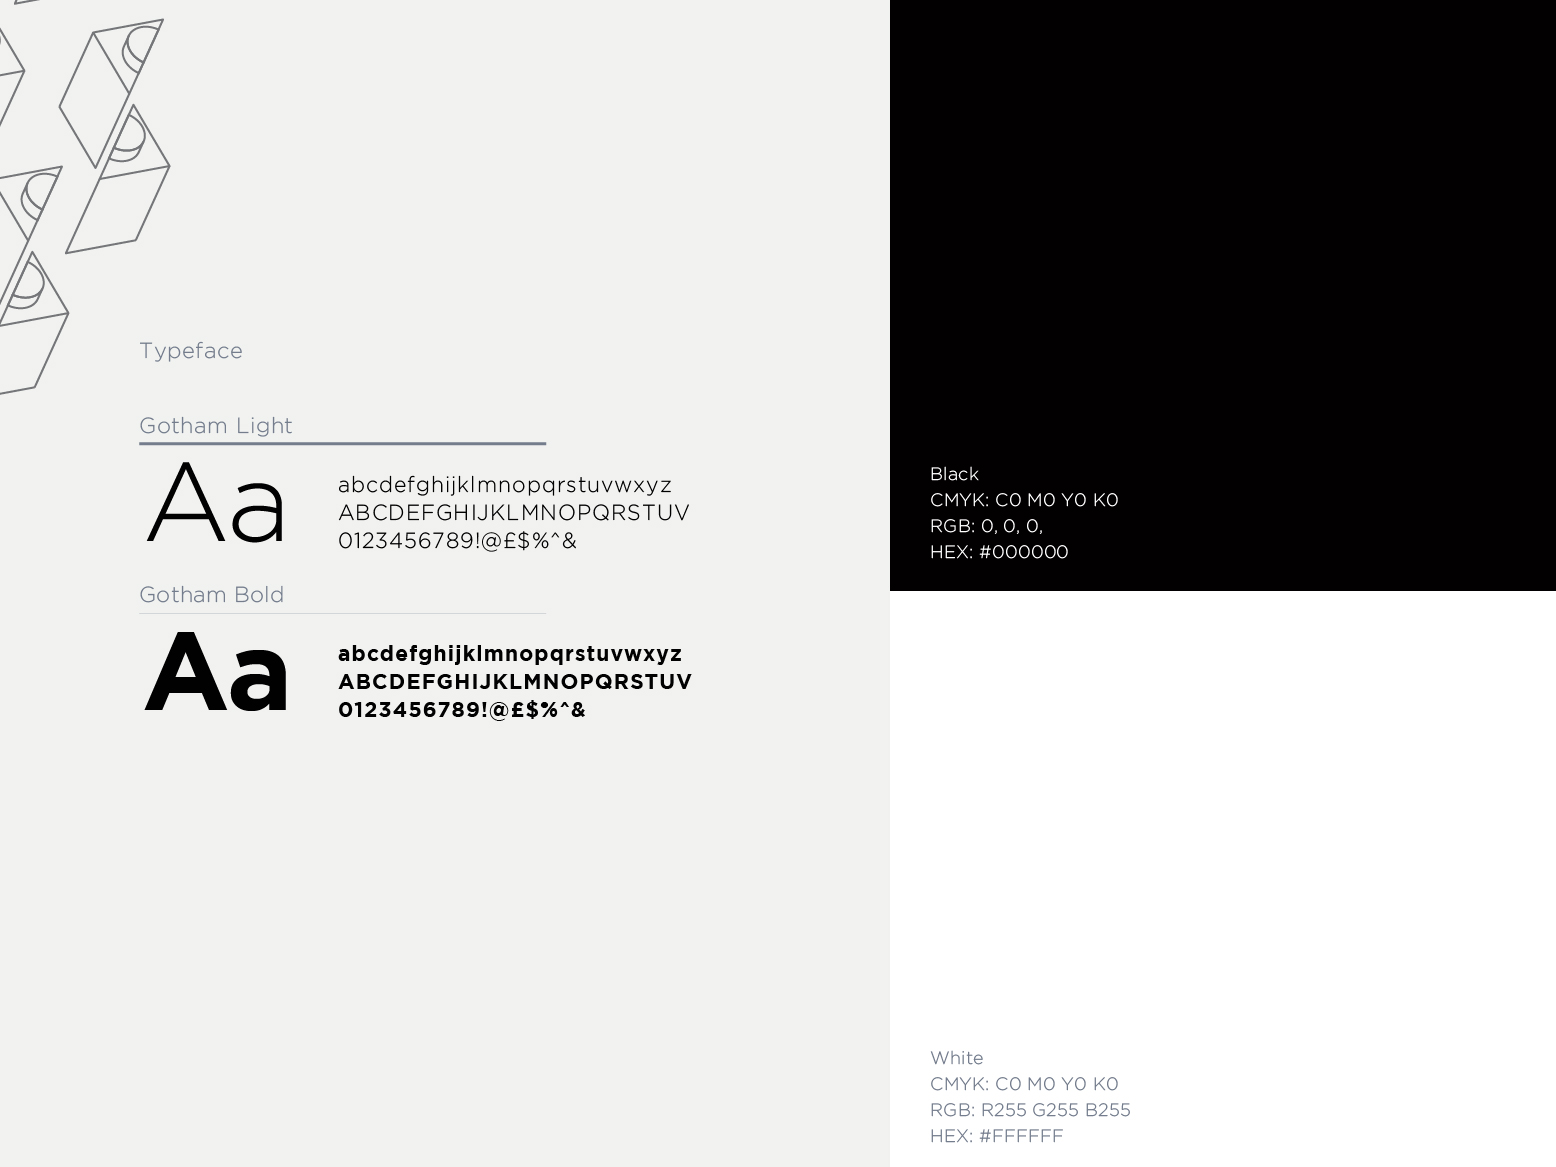 Typeface
Gotham Light
Aa
abcdefghijklmnopqrstuvwxyz
ABCDEFGHIJKLMNOPQRSTUV
0123456789!@£$%^&
Gotham Bold
Aa
abcdefghijklmnopqrstuvwxyz
ABCDEFGHIJKLMNOPQRSTUV
0123456789!@£$%^&
Black
CMYK: C0 M0 Y0 K0
RGB: 0, 0, 0,
HEX: #000000
White
CMYK: C0 M0 Y0 K0
RGB: R255 G255 B255
HEX: #FFFFFF